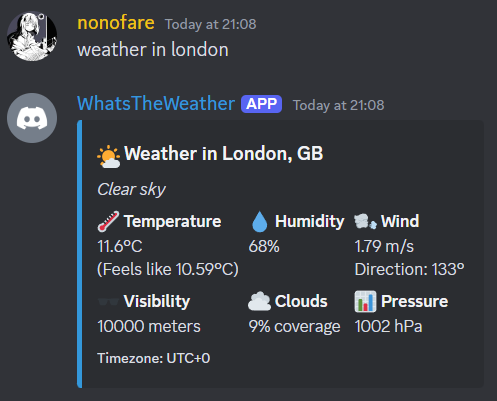 nonofare Today at 21:08
weather in london
WhatsTheWeather APP Today at 21:08
Weather in London, GB
Clear sky
Temperature Humidity Wind
11.6°C 68% 1.79 m/s
(Feels like 10.59°C) Direction: 133°
Visibility Clouds Pressure
10000 meters 9% coverage 1002 hPa
Timezone: UTC+0